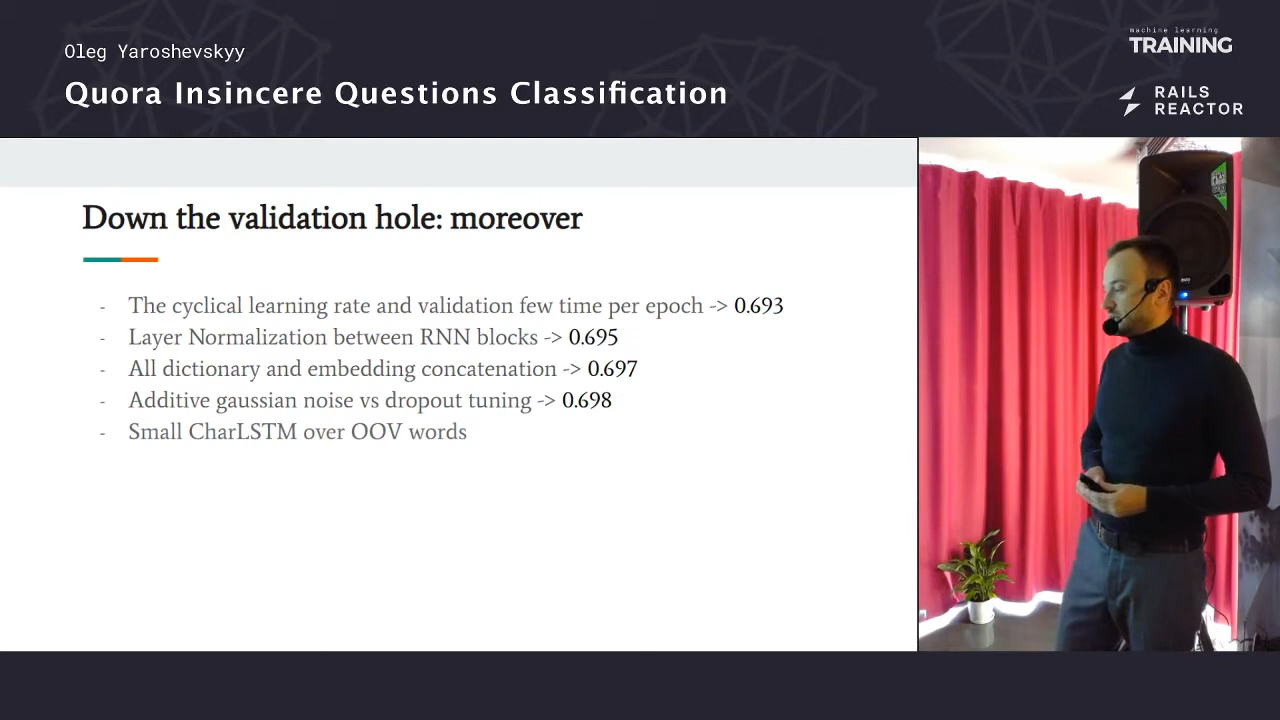 Oleg Yaroshevskyy
Quora Insincere Questions Classification
machine learning
TRAINING
RAILS
REACTOR
Down the validation hole: moreover
- The cyclical learning rate and validation few time per epoch -> 0.693
- Layer Normalization between RNN blocks -> 0.695
- All dictionary and embedding concatenation -> 0.697
- Additive gaussian noise vs dropout tuning -> 0.698
- Small CharLSTM over OOV words